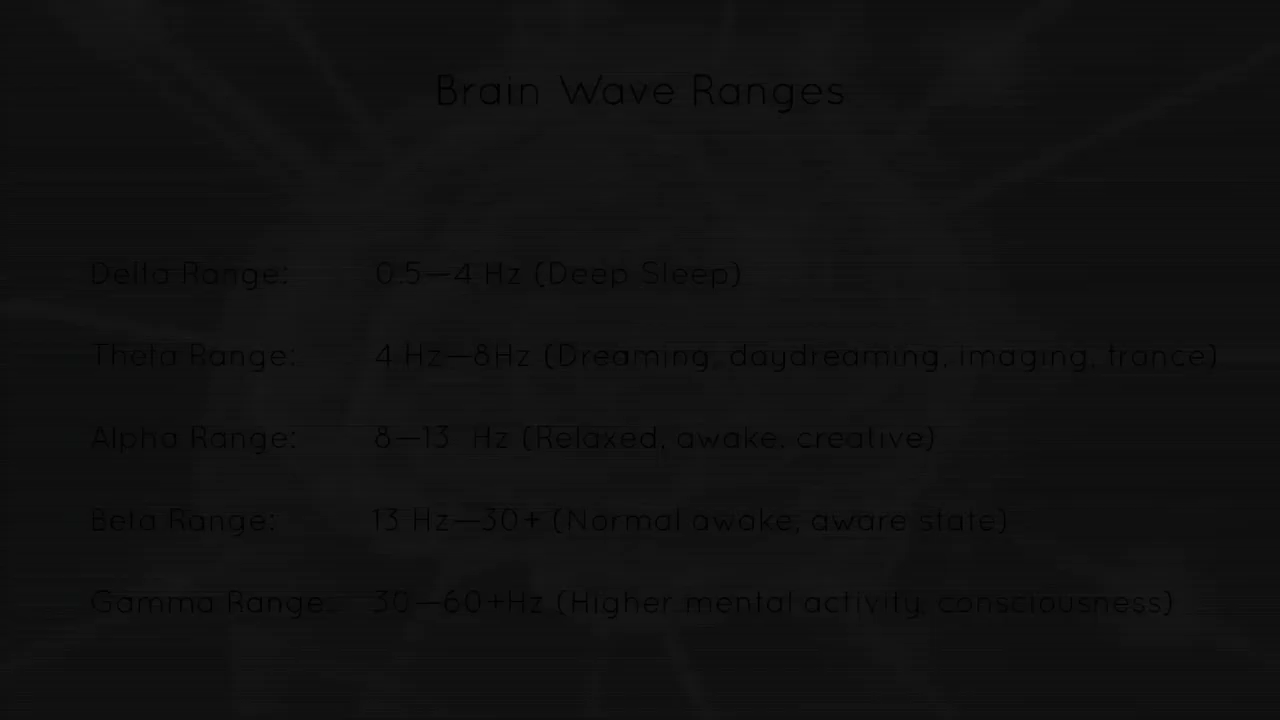 Brain Wave Ranges
Delta Range: 0.5—4 Hz (Deep Sleep)
Theta Range: 4 Hz—8Hz (Dreaming, daydreaming, imaging, trance)
Alpha Range: 8—13 Hz (Relaxed, awake, creative)
Beta Range: 13 Hz—30+ (Normal awake, aware state)
Gamma Range: 30—60+Hz (Higher mental activity, consciousness)